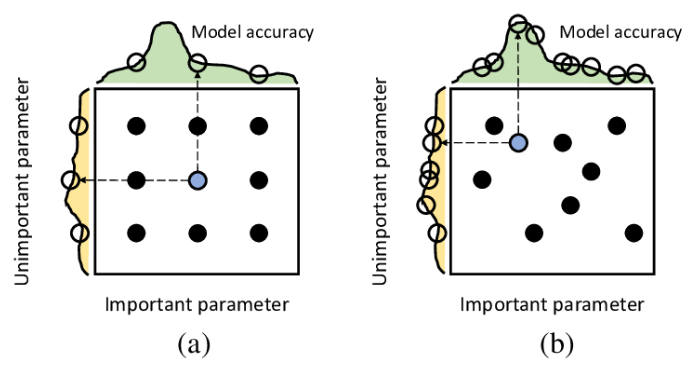 Model accuracy
Unimportant parameter
Important parameter
(a)
Model accuracy
Unimportant parameter
Important parameter
(b)